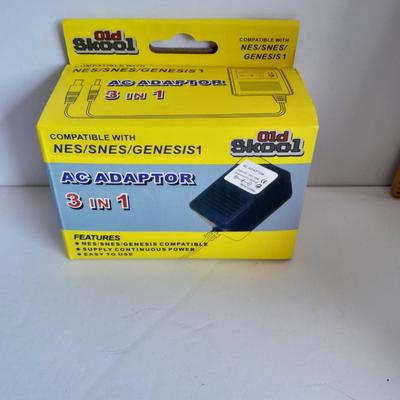 Old
Skool
COMPATIBLE WITH
NES/SNES/
GENESIS 1
NES/SNES/GENESIS 1
AC ADAPTOR
3 IN 1
COMPATIBLE WITH
NES/SNES/GENESIS1
Old
Skool
AC ADAPTOR
3 IN 1
AC ADAPTOR
FEATURES
● NES/SNES/GENESIS COMPATIBLE
● SUPPLY CONTINUOUS POWER
● EASY TO USE